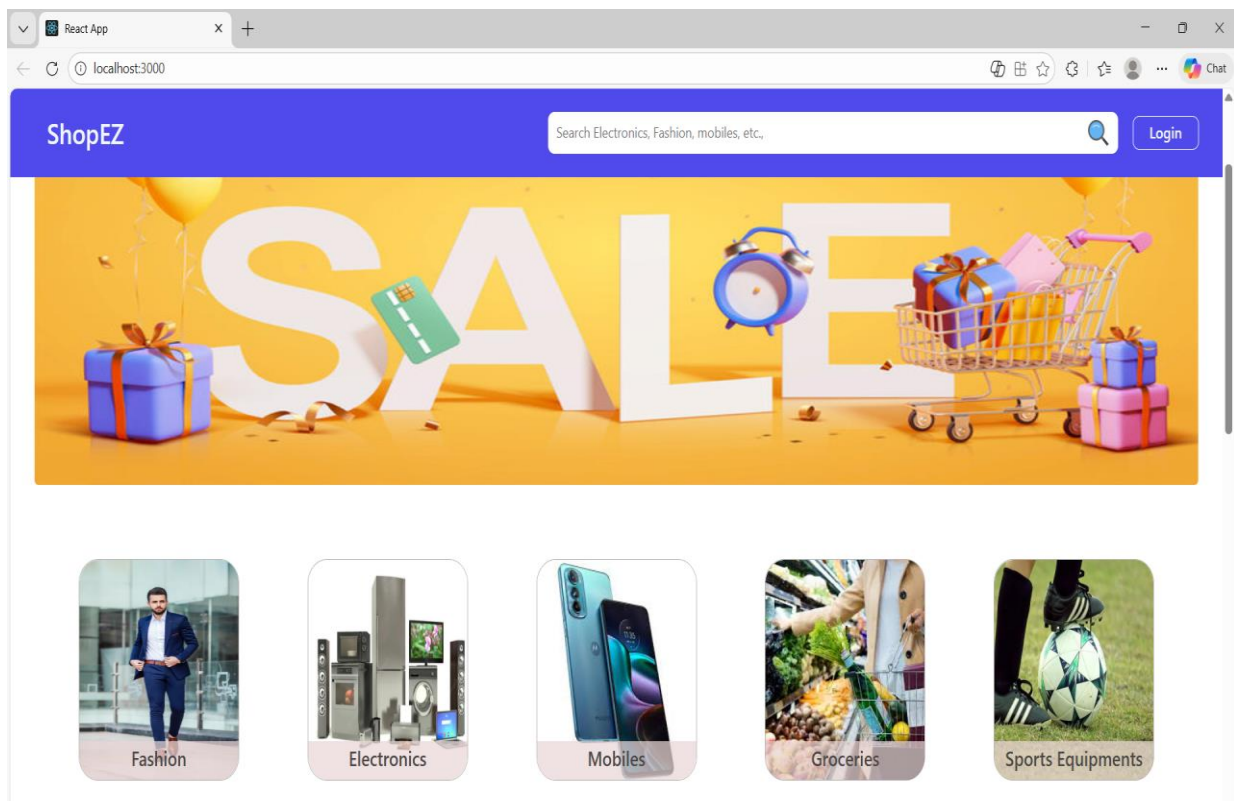 React App
localhost:3000
Chat
ShopEZ
Search Electronics, Fashion, mobiles, etc.,
Login
SALE
Fashion
Electronics
Mobiles
Groceries
Sports Equipments